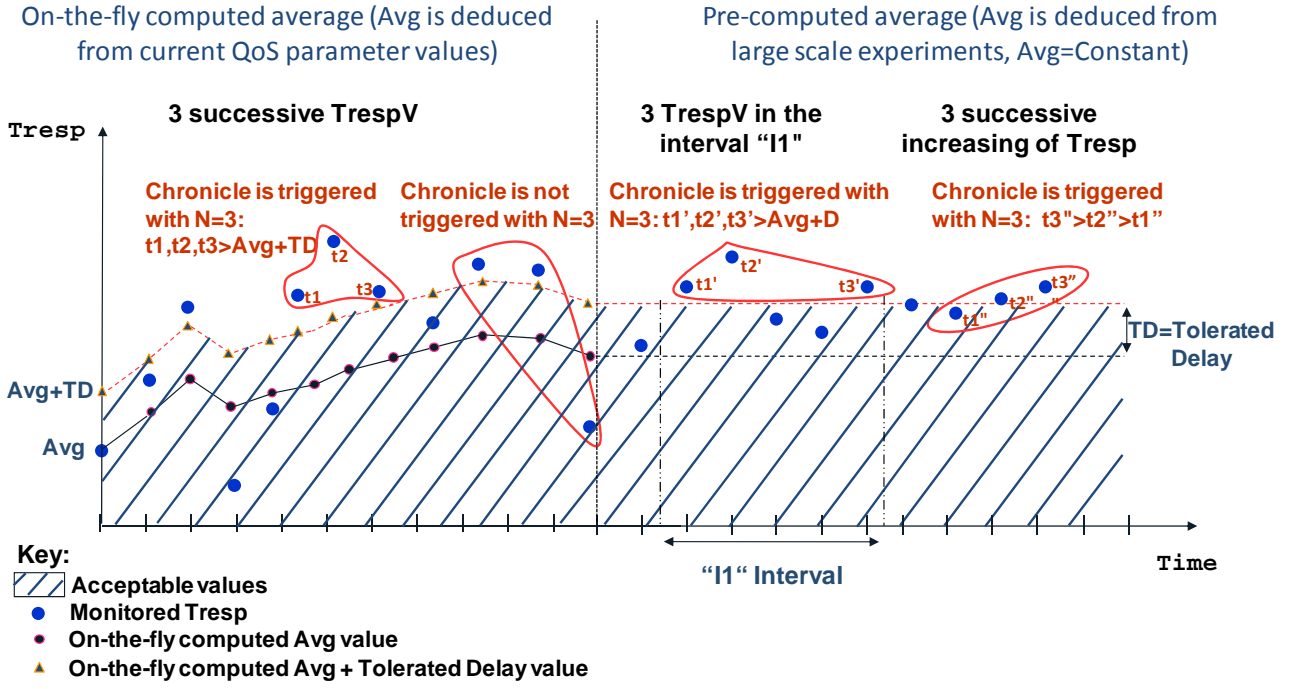 On-the-fly computed average (Avg is deduced
from current QoS parameter values)
Pre-computed average (Avg is deduced from
large scale experiments, Avg=Constant)
3 successive TrespV
3 TrespV in the
interval “I1"
3 successive
increasing of Tresp
Tresp
Chronicle is triggered
with N=3:
t1,t2,t3>Avg+TD
Chronicle is not
triggered with N=3
Chronicle is triggered with
N=3: t1’,t2’,t3’>Avg+D
Chronicle is triggered
with N=3:  t3">t2”>t1”
t2
t1
t3
t1'
t2'
t3'
t1"
t2"
t3”
"
TD=Tolerated
Delay
Avg+TD
Avg
“I1“ Interval
Time
Key:
Acceptable values
Monitored Tresp
On-the-fly computed Avg value
On-the-fly computed Avg + Tolerated Delay value